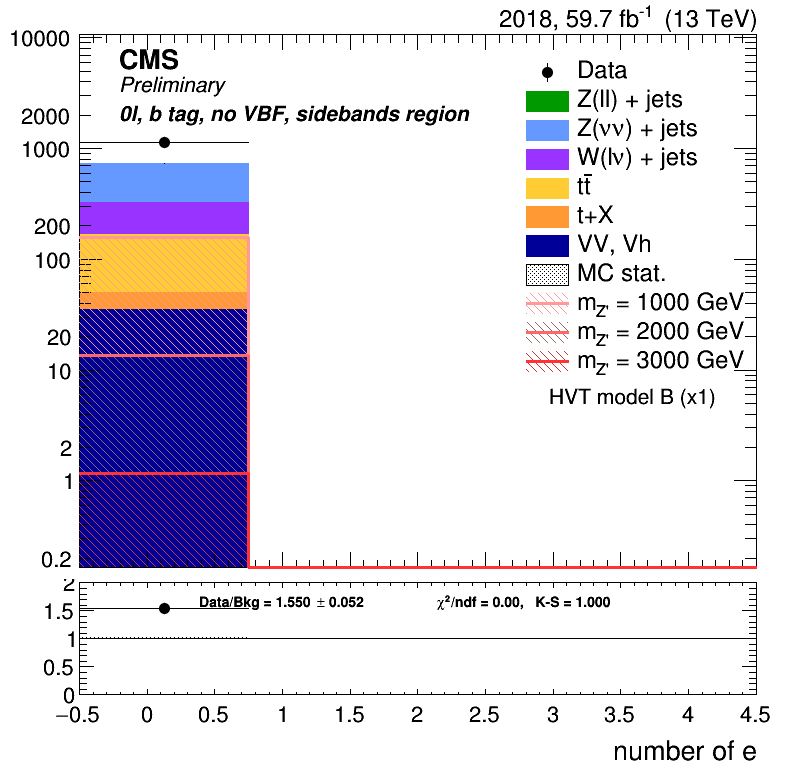 2018, 59.7 fb⁻¹ (13 TeV)
CMS
Preliminary
0l, b tag, no VBF, sidebands region
Data
Z(ll) + jets
Z(νν) + jets
W(lν) + jets
tt̄
t+X
VV, Vh
MC stat.
m_Z' = 1000 GeV
m_Z' = 2000 GeV
m_Z' = 3000 GeV
HVT model B (x1)
10000
2000
1000
200
100
20
10
2
1
0.2
Data/Bkg = 1.550 ± 0.052 χ²/ndf = 0.00, K-S = 1.000
2
1.5
1
0.5
0
−0.5 0 0.5 1 1.5 2 2.5 3 3.5 4 4.5
number of e